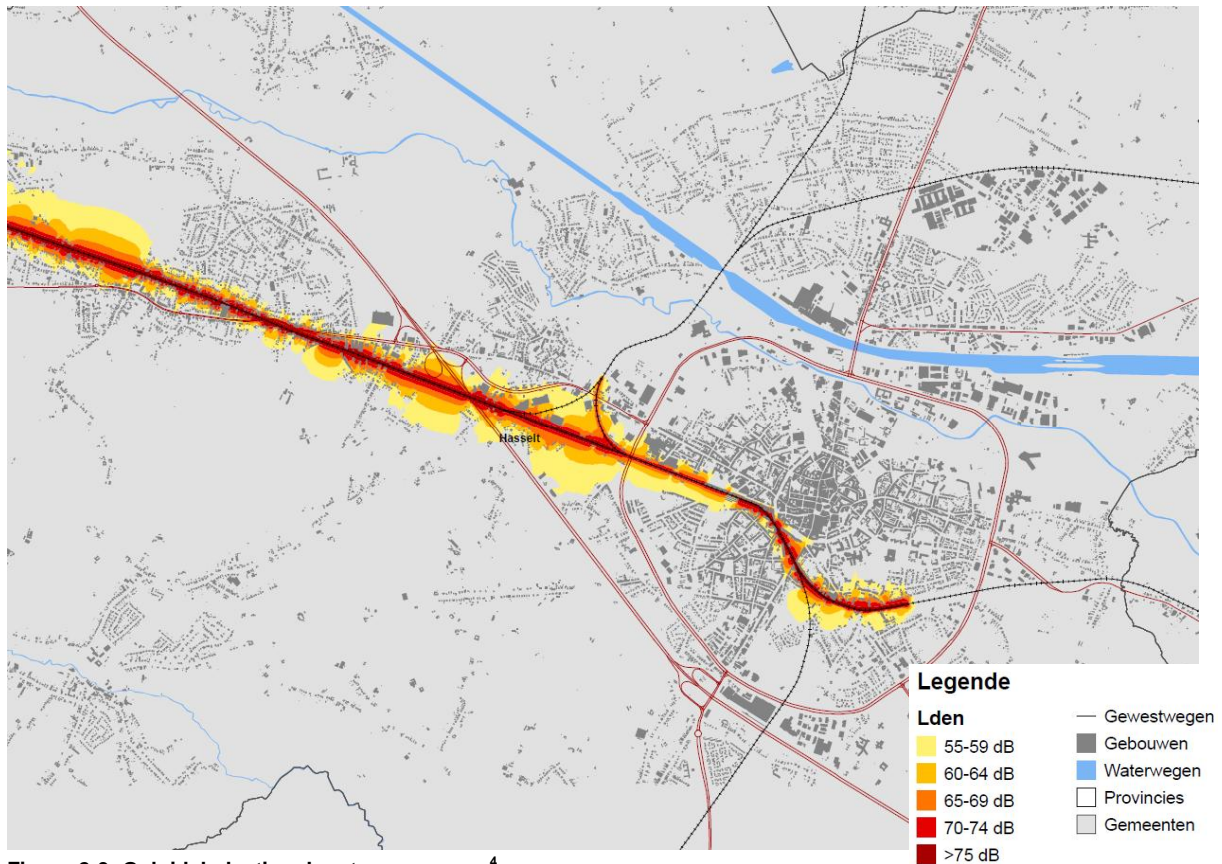 Hasselt
Legende
Lden
55-59 dB
60-64 dB
65-69 dB
70-74 dB
>75 dB
Gewestwegen
Gebouwen
Waterwegen
Provincies
Gemeenten